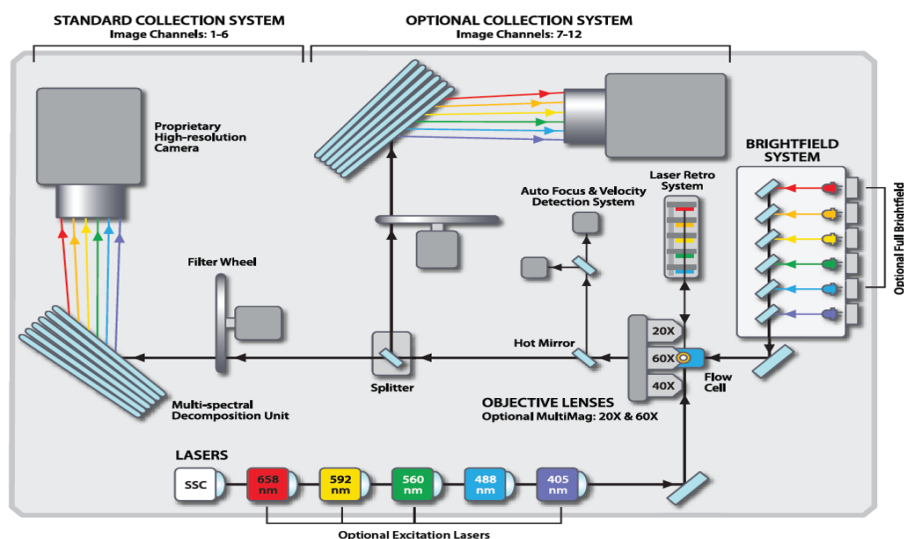 STANDARD COLLECTION SYSTEM
Image Channels: 1–6
OPTIONAL COLLECTION SYSTEM
Image Channels: 7–12
Proprietary
High-resolution
Camera
BRIGHTFIELD
SYSTEM
Laser Retro
System
Auto Focus & Velocity
Detection System
Optional Full Brightfield
Filter Wheel
Hot Mirror
20X
60X
40X
Splitter
Flow
Cell
Multi-spectral
Decomposition Unit
OBJECTIVE LENSES
Optional MultiMag: 20X & 60X
LASERS
SSC
658
nm
592
nm
560
nm
488
nm
405
nm
Optional Excitation Lasers